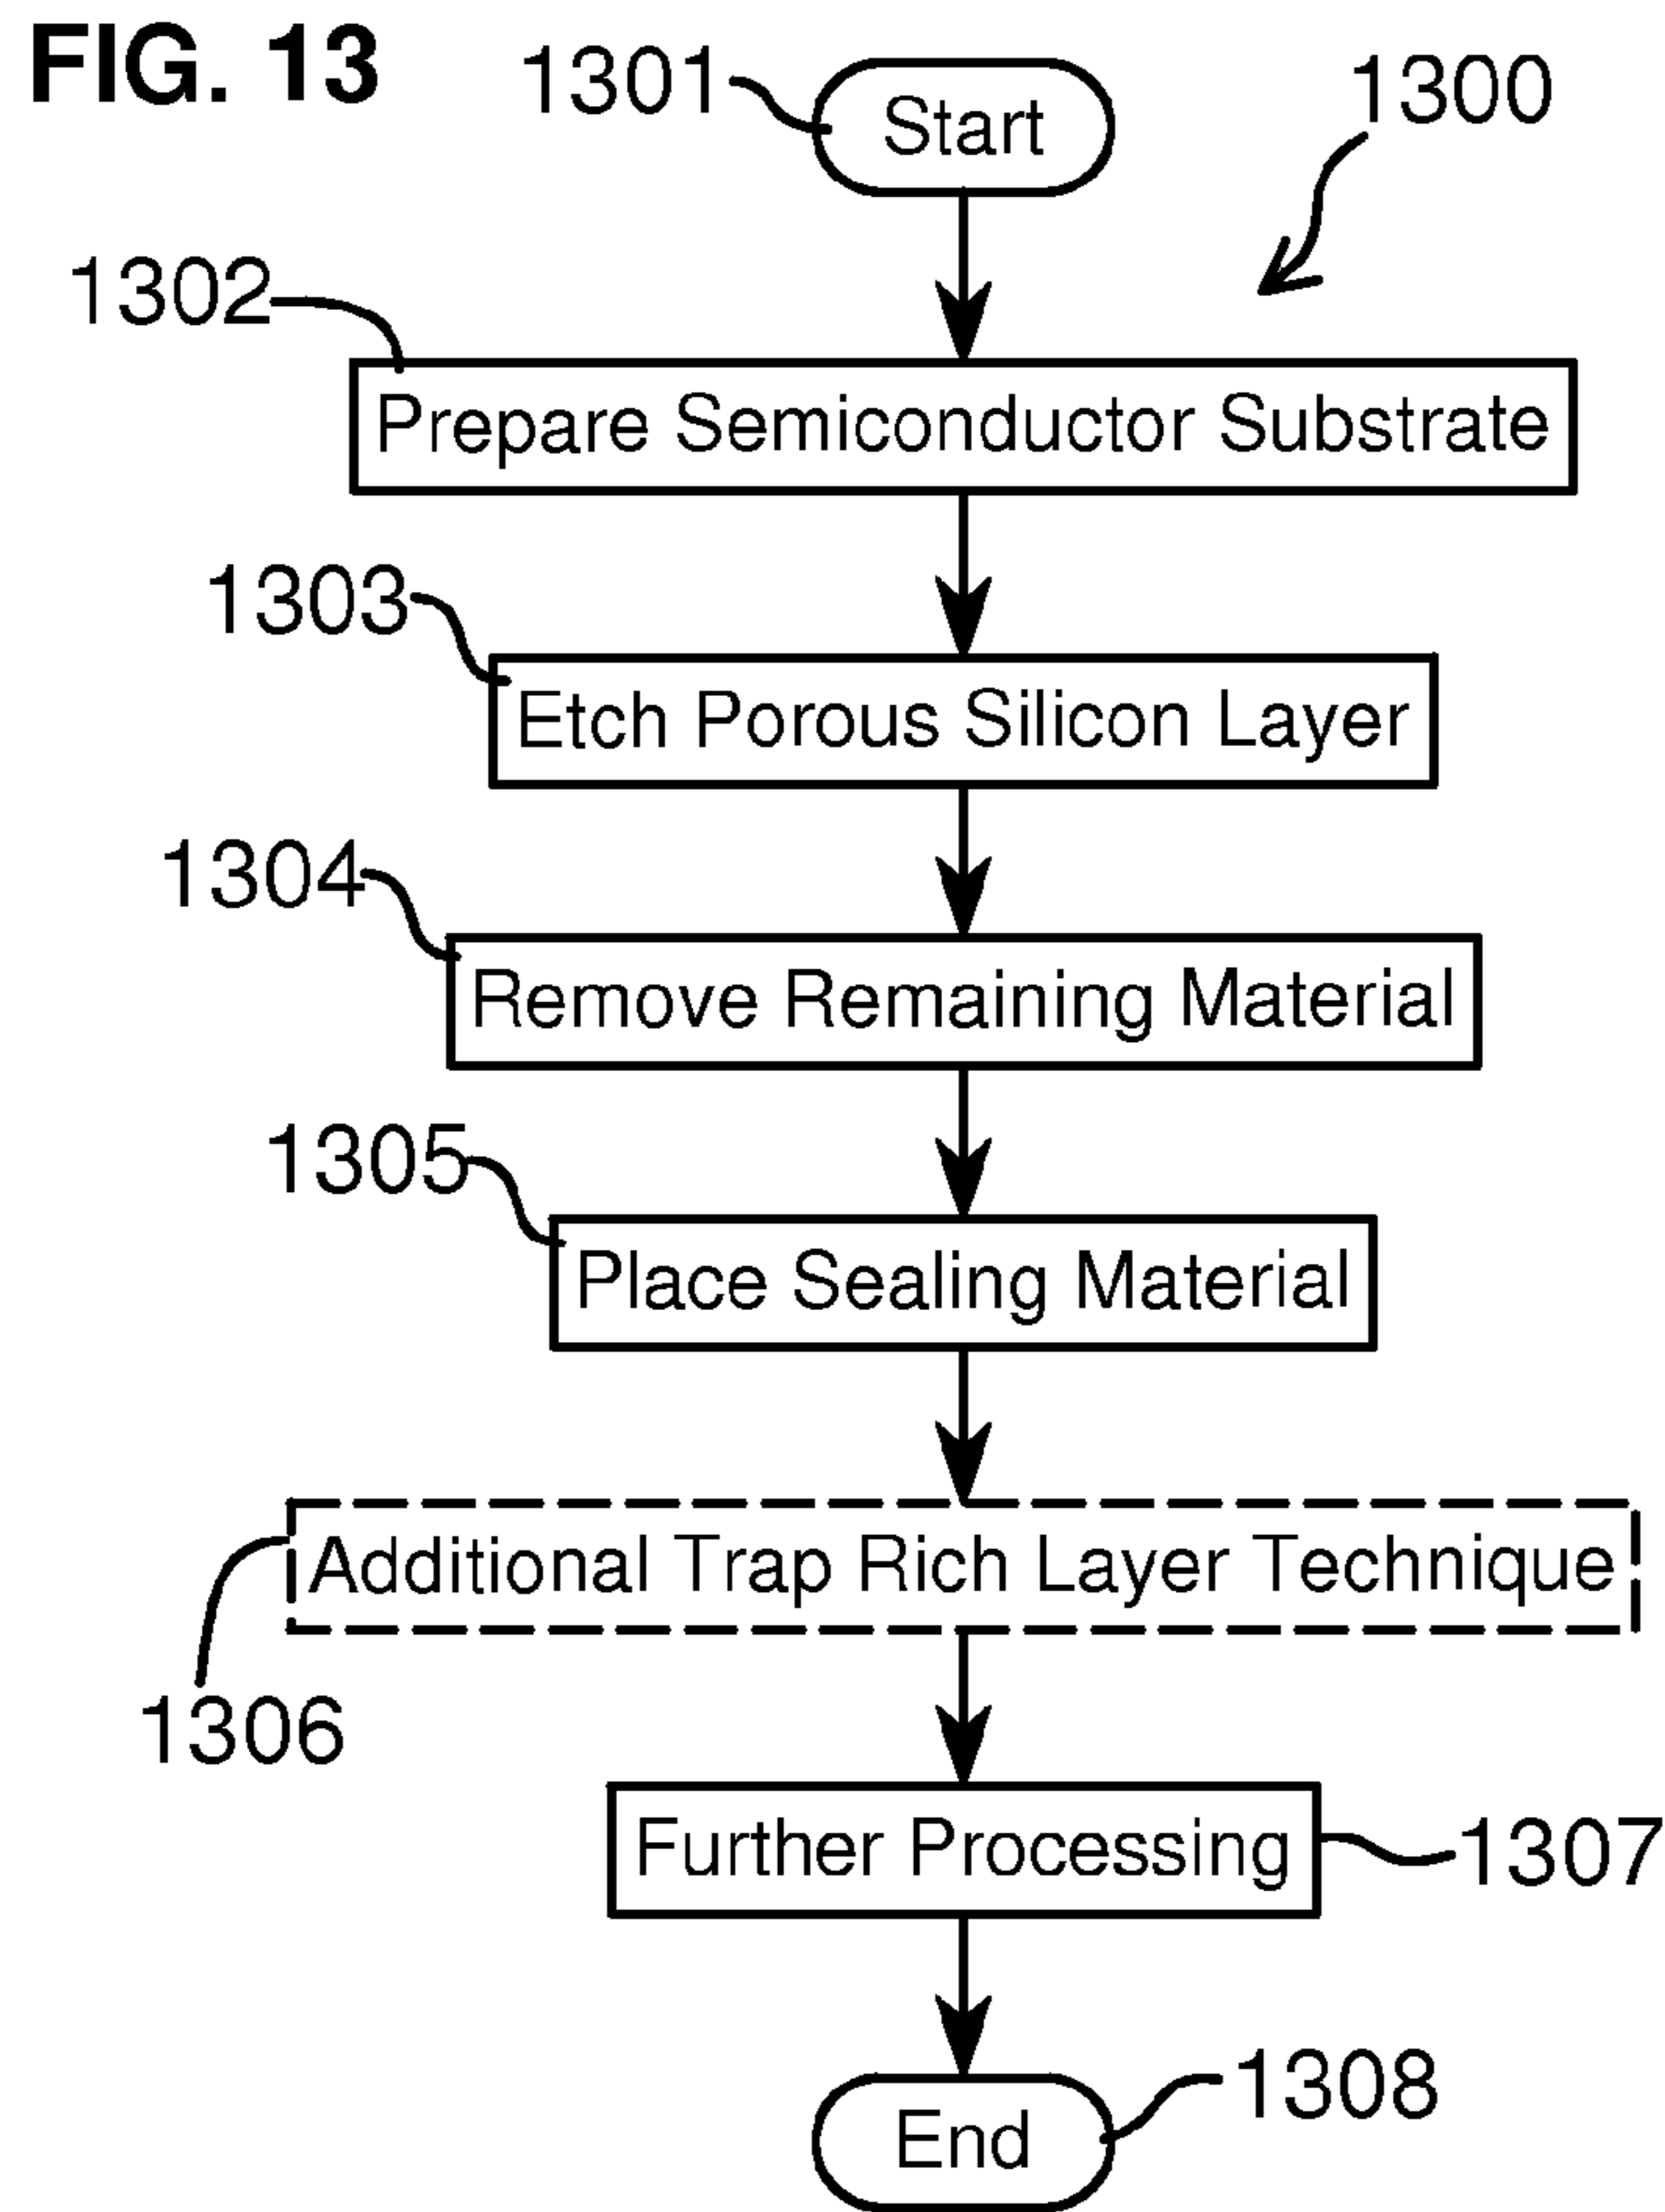 FIG. 13
1301
Start
1300
1302
Prepare Semiconductor Substrate
1303
Etch Porous Silicon Layer
1304
Remove Remaining Material
1305
Place Sealing Material
Additional Trap Rich Layer Technique
1306
Further Processing
1307
1308
End